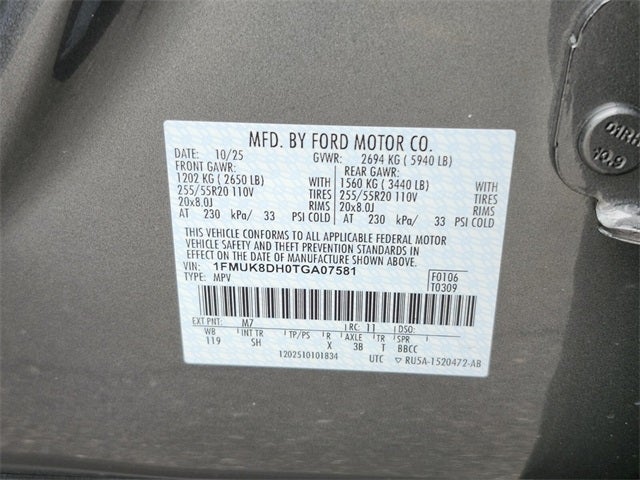 MFD. BY FORD MOTOR CO.
DATE: 10/25 GVWR: 2694 KG ( 5940 LB)
FRONT GAWR: REAR GAWR:
1202 KG ( 2650 LB) WITH 1560 KG ( 3440 LB) WITH
255/55R20 110V TIRES 255/55R20 110V TIRES
20x8.0J RIMS 20x8.0J RIMS
AT 230 kPa/ 33 PSI COLD AT 230 kPa/ 33 PSI COLD
THIS VEHICLE CONFORMS TO ALL APPLICABLE FEDERAL MOTOR
VEHICLE SAFETY AND THEFT PREVENTION STANDARDS IN
EFFECT ON THE DATE OF MANUFACTURE SHOWN ABOVE.
VIN: 1FMUK8DH0TGA07581 F0106
TYPE: MPV T0309
EXT PNT: M7 RC: 11 DSO:
WB INT TR TP/PS R AXLE TR SPR
119 SH X 3B T BBCC
1202510101834 UTC ▽ RU5A-1520472-AB
01RH
10.9